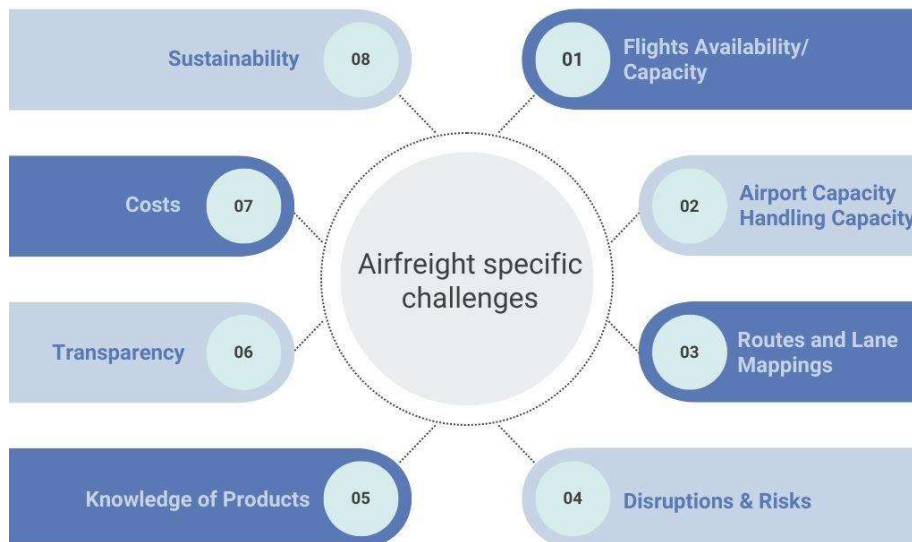 Airfreight specific
challenges
01
Flights Availability/
Capacity
02
Airport Capacity
Handling Capacity
03
Routes and Lane
Mappings
04
Disruptions & Risks
05
Knowledge of Products
06
Transparency
07
Costs
08
Sustainability